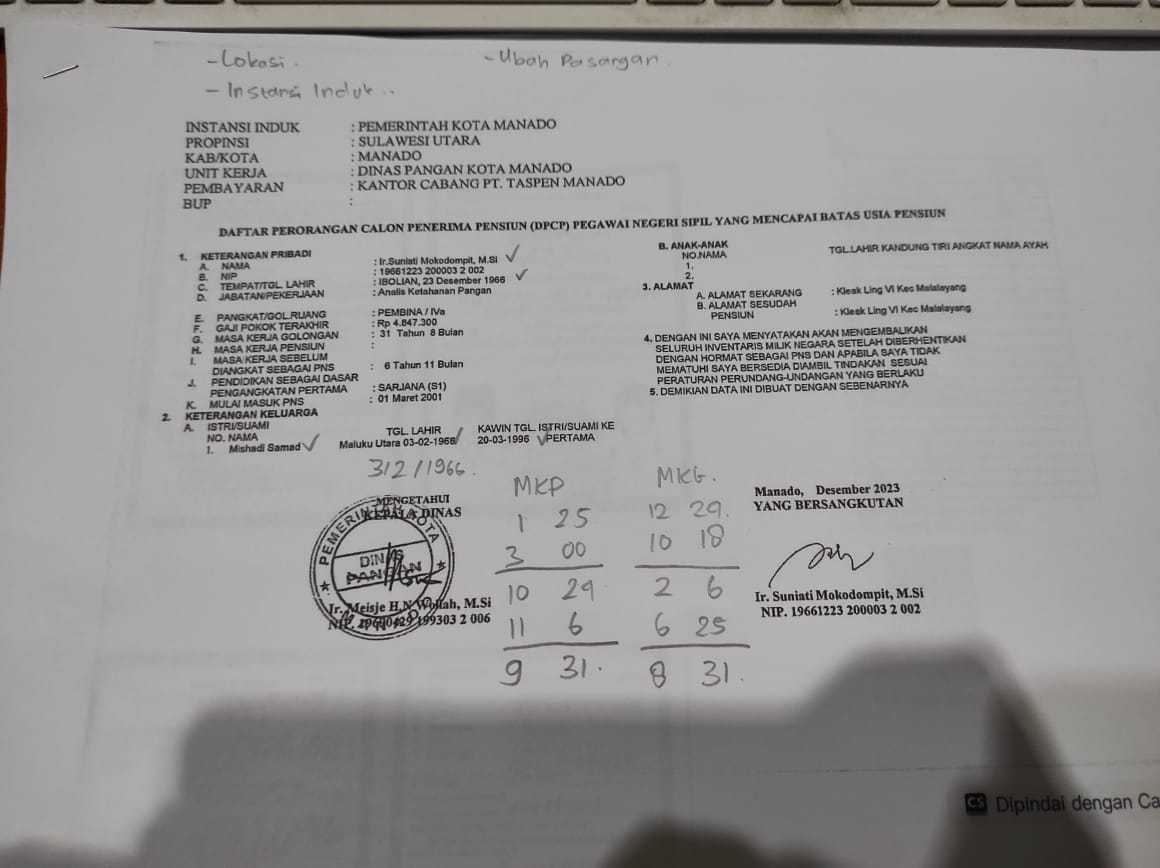 -Lokasi.
-Ubah Pasangan.
- Instansi Induk..
INSTANSI INDUK : PEMERINTAH KOTA MANADO
PROPINSI : SULAWESI UTARA
KAB/KOTA : MANADO
UNIT KERJA : DINAS PANGAN KOTA MANADO
PEMBAYARAN : KANTOR CABANG PT. TASPEN MANADO
BUP :
DAFTAR PERORANGAN CALON PENERIMA PENSIUN (DPCP) PEGAWAI NEGERI SIPIL YANG MENCAPAI BATAS USIA PENSIUN
1. KETERANGAN PRIBADI
A. NAMA : Ir.Suniati Mokodompit, M.Si
B. NIP : 19661223 200003 2 002
C. TEMPAT/TGL. LAHIR : IBOLIAN, 23 Desember 1966
D. JABATAN/PEKERJAAN : Analis Ketahanan Pangan
E. PANGKAT/GOL.RUANG : PEMBINA / IVa
F. GAJI POKOK TERAKHIR : Rp 4.847.300
G. MASA KERJA GOLONGAN : 31 Tahun 8 Bulan
H. MASA KERJA PENSIUN :
I. MASA KERJA SEBELUM
DIANGKAT SEBAGAI PNS : 6 Tahun 11 Bulan
J. PENDIDIKAN SEBAGAI DASAR
PENGANGKATAN PERTAMA : SARJANA (S1)
K. MULAI MASUK PNS : 01 Maret 2001
2. KETERANGAN KELUARGA
A. ISTRI/SUAMI
NO. NAMA TGL. LAHIR KAWIN TGL. ISTRI/SUAMI KE
1. Mishadi Samad Maluku Utara 03-02-1968 20-03-1996 PERTAMA
3/2/1966.
B. ANAK-ANAK
NO.NAMA TGL.LAHIR KANDUNG TIRI ANGKAT NAMA AYAH
1.
2.
3. ALAMAT
A. ALAMAT SEKARANG : Kleak Ling VI Kec Malalayang
B. ALAMAT SESUDAH
PENSIUN : Kleak Ling VI Kec Malalayang
4. DENGAN INI SAYA MENYATAKAN AKAN MENGEMBALIKAN
SELURUH INVENTARIS MILIK NEGARA SETELAH DIBERHENTIKAN
DENGAN HORMAT SEBAGAI PNS DAN APABILA SAYA TIDAK
MEMATUHI SAYA BERSEDIA DIAMBIL TINDAKAN SESUAI
PERATURAN PERUNDANG-UNDANGAN YANG BERLAKU
5. DEMIKIAN DATA INI DIBUAT DENGAN SEBENARNYA
MENGETAHUI
KEPALA DINAS
PEMERINTAH KOTA
DINAS
PANGAN
Ir. Meisje H.N Wollah, M.Si
199303 2 006
MKP
1 25
3 00
10 29
11 6
9 31.
MKG.
12 29.
10 18
2 6
6 25
8 31.
Manado, Desember 2023
YANG BERSANGKUTAN
Ir. Suniati Mokodompit, M.Si
NIP. 19661223 200003 2 002
CS Dipindai dengan Ca